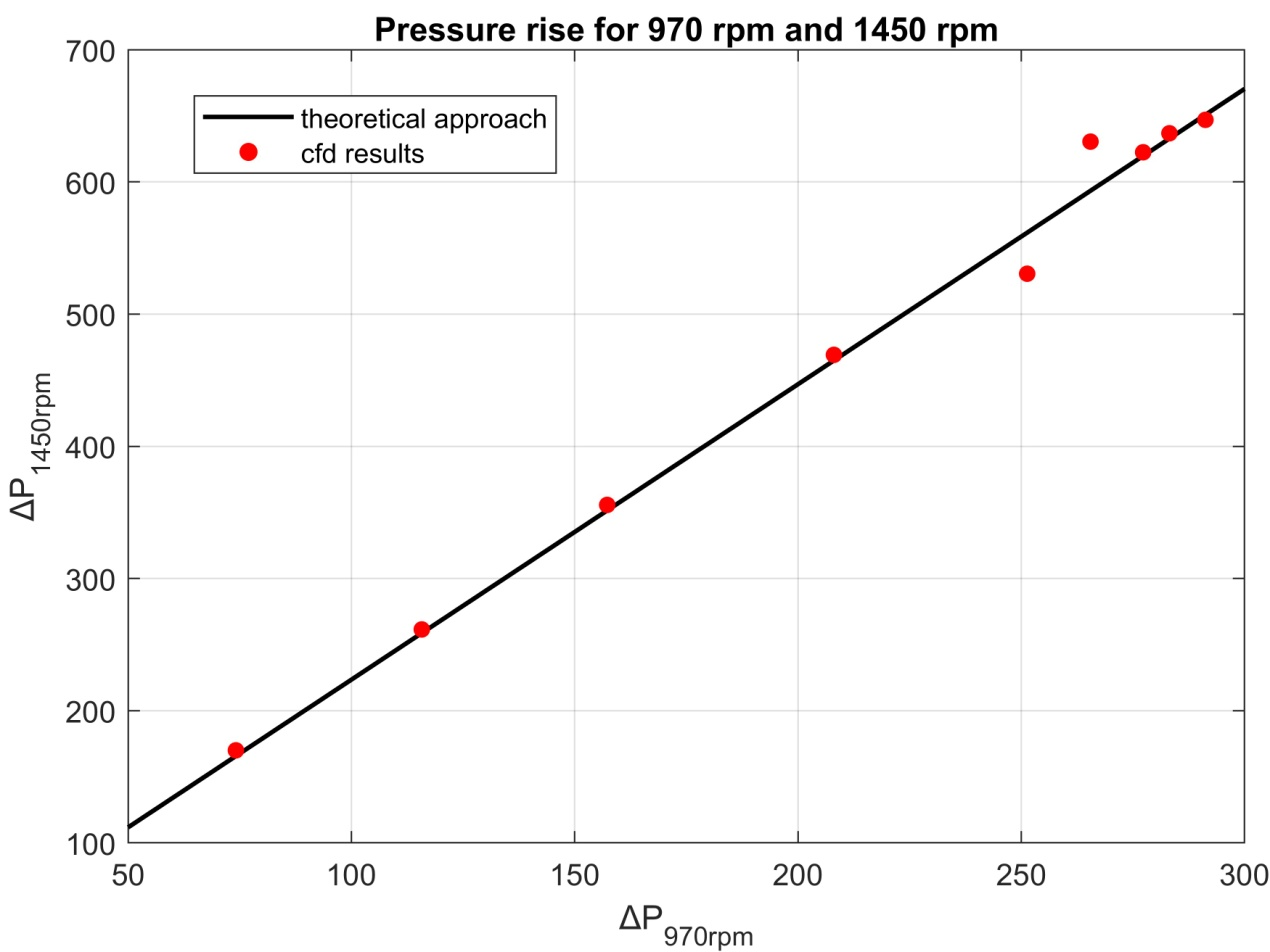 Pressure rise for 970 rpm and 1450 rpm
700
600
500
400
300
200
100
theoretical approach
cfd results
ΔP1450rpm
50
100
150
200
250
300
ΔP970rpm